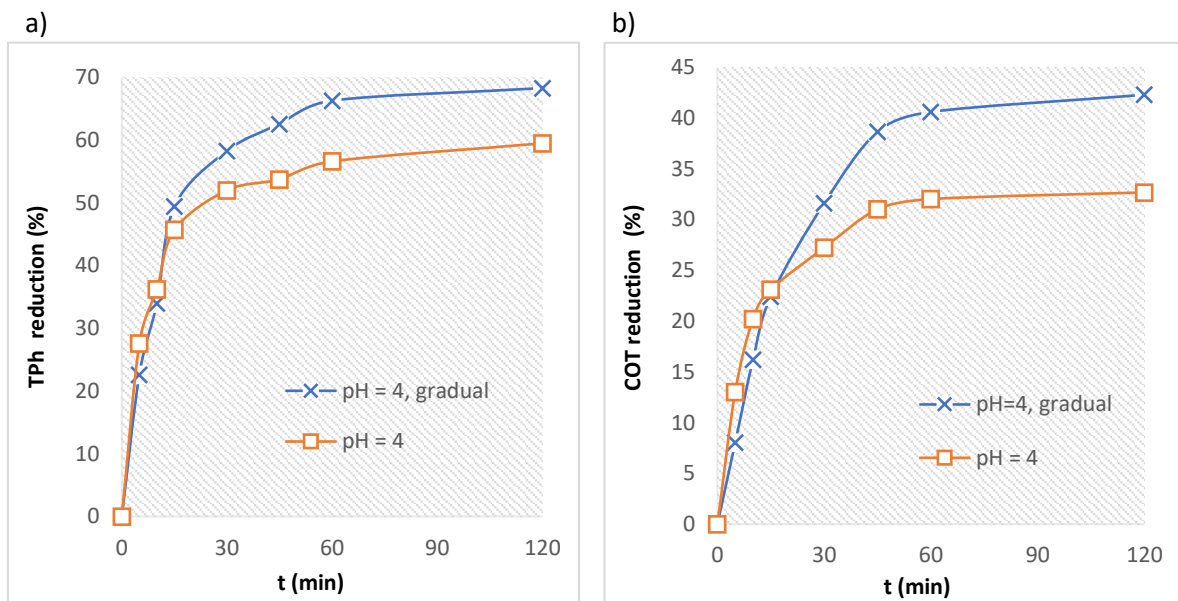 a)
70
60
50
40
30
20
10
0
TPh reduction (%)
pH = 4, gradual
pH = 4
0 30 60 90 120
t (min)
b)
45
40
35
30
25
20
15
10
5
0
COT reduction (%)
pH=4, gradual
pH = 4
0 30 60 90 120
t (min)